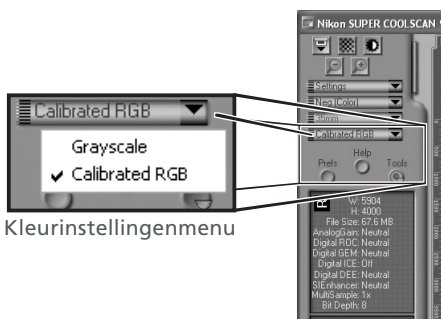 Calibrated RGB
Grayscale
✔ Calibrated RGB
Kleurinstellingenmenu
Nikon SUPER COOLSCAN
Settings
Neg (Color)
35mm
Calibrated RGB
Prefs
Help
Tools
W: 5904
H: 4000
File Size: 67.6 MB
AnalogGain: Neutral
Digital ROC: Neutral
Digital GEM: Neutral
Digital ICE: Off
Digital DEE: Neutral
SIEnhancer: Neutral
MultiSample: 1x
Bit Depth: 8